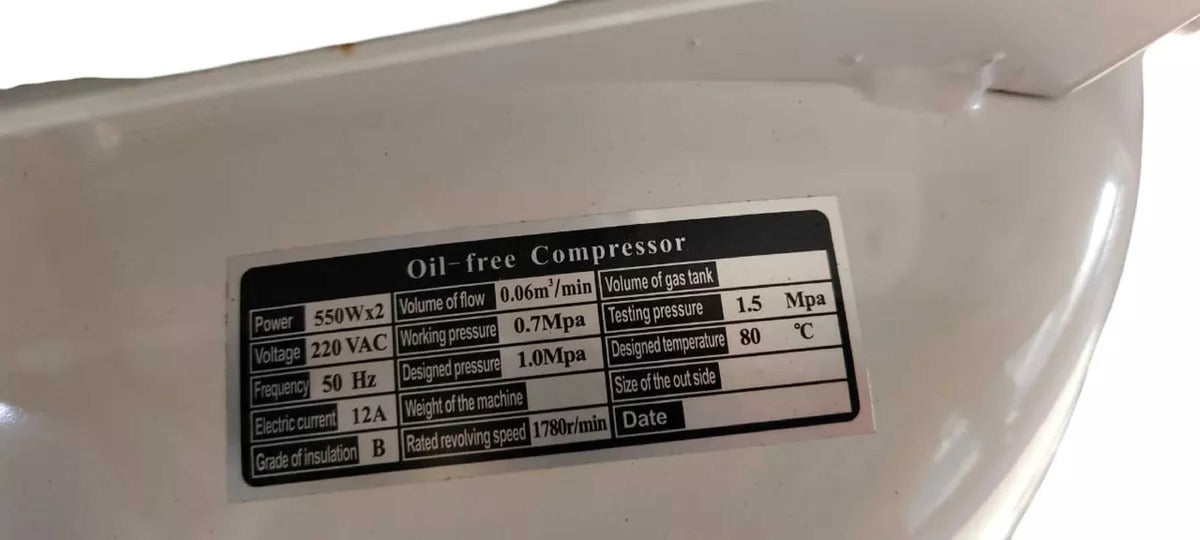 Oil-free Compressor
Power 550Wx2 Volume of flow 0.06m³/min Volume of gas tank
Voltage 220 VAC Working pressure 0.7Mpa Testing pressure 1.5 Mpa
Frequency 50 Hz Designed pressure 1.0Mpa Designed temperature 80 ℃
Electric current 12A Weight of the machine Size of the out side
Grade of insulation B Rated revolving speed 1780r/min Date